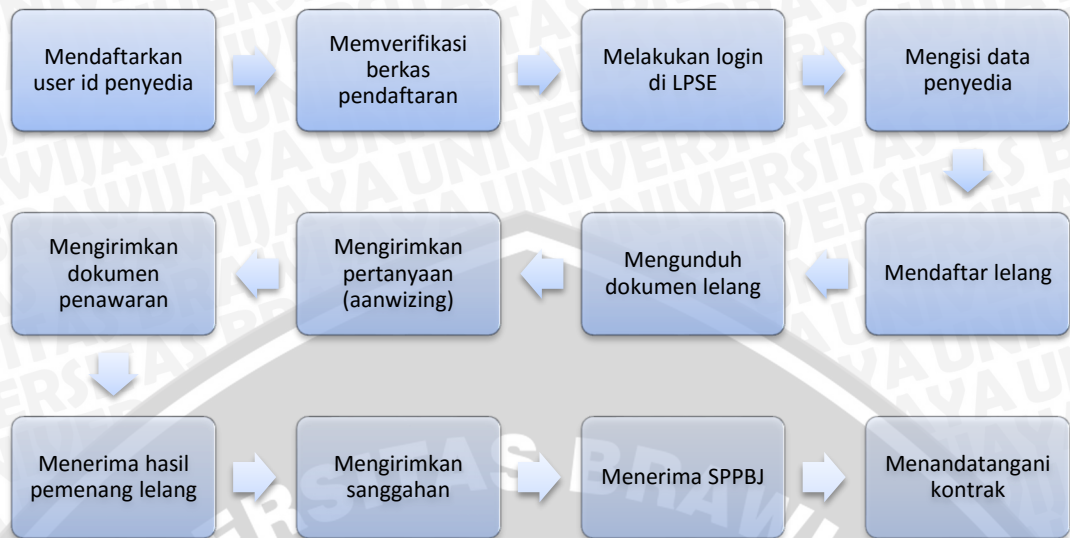 Mendaftarkan
user id penyedia
Memverifikasi
berkas
pendaftaran
Melakukan login
di LPSE
Mengisi data
penyedia
Mendaftar lelang
Mengunduh
dokumen lelang
Mengirimkan
pertanyaan
(aanwizing)
Mengirimkan
dokumen
penawaran
Menerima hasil
pemenang lelang
Mengirimkan
sanggahan
Menerima SPPBJ
Menandatangani
kontrak